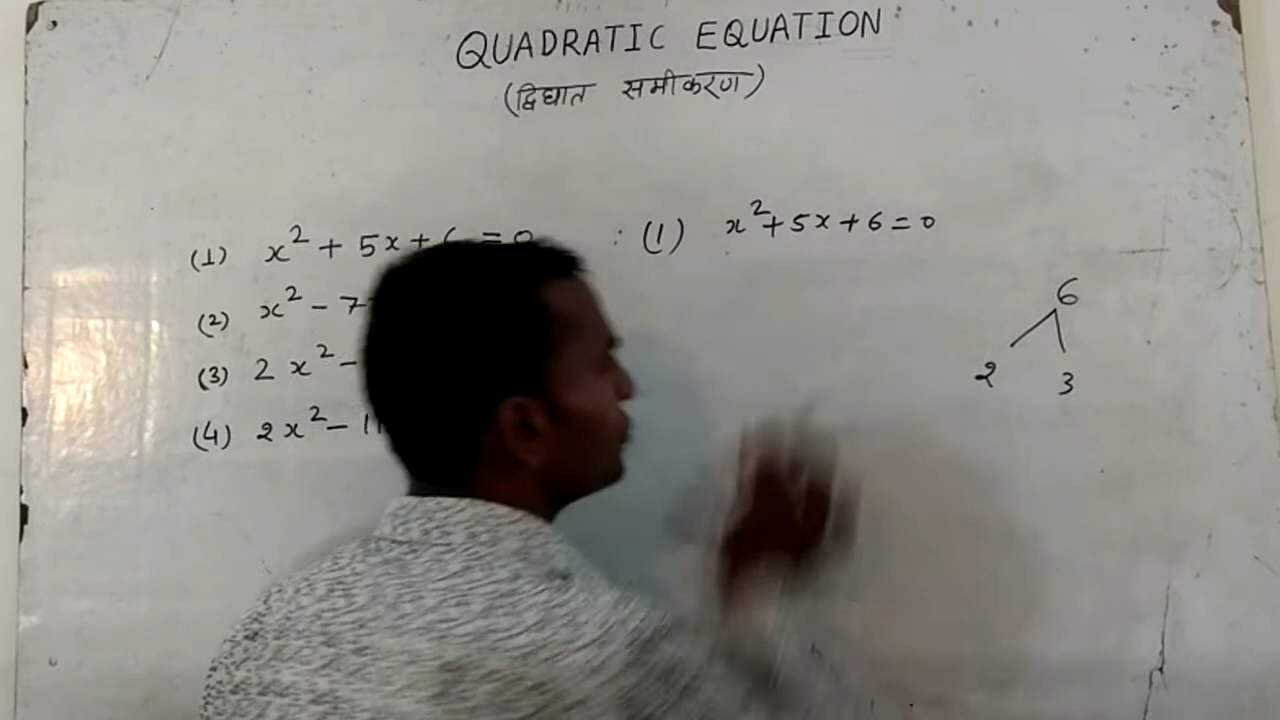 QUADRATIC EQUATION
(द्विघात समीकरण)
(1) x² + 5x + 6 = 0
(2) x² - 7
(3) 2x² -
(4) 2x² - 11
: (1) x² + 5x + 6 = 0
6
2 3